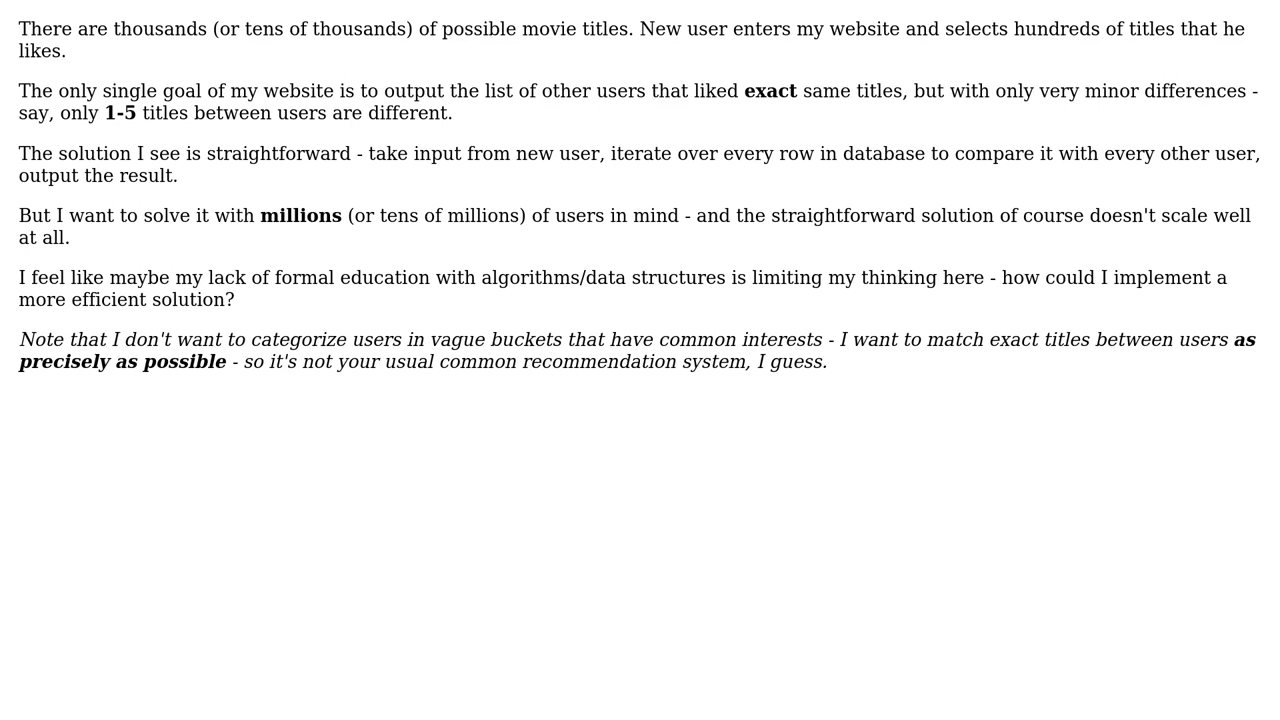 There are thousands (or tens of thousands) of possible movie titles. New user enters my website and selects hundreds of titles that he
likes.
The only single goal of my website is to output the list of other users that liked exact same titles, but with only very minor differences -
say, only 1-5 titles between users are different.
The solution I see is straightforward - take input from new user, iterate over every row in database to compare it with every other user,
output the result.
But I want to solve it with millions (or tens of millions) of users in mind - and the straightforward solution of course doesn't scale well
at all.
I feel like maybe my lack of formal education with algorithms/data structures is limiting my thinking here - how could I implement a
more efficient solution?
Note that I don't want to categorize users in vague buckets that have common interests - I want to match exact titles between users as
precisely as possible - so it's not your usual common recommendation system, I guess.